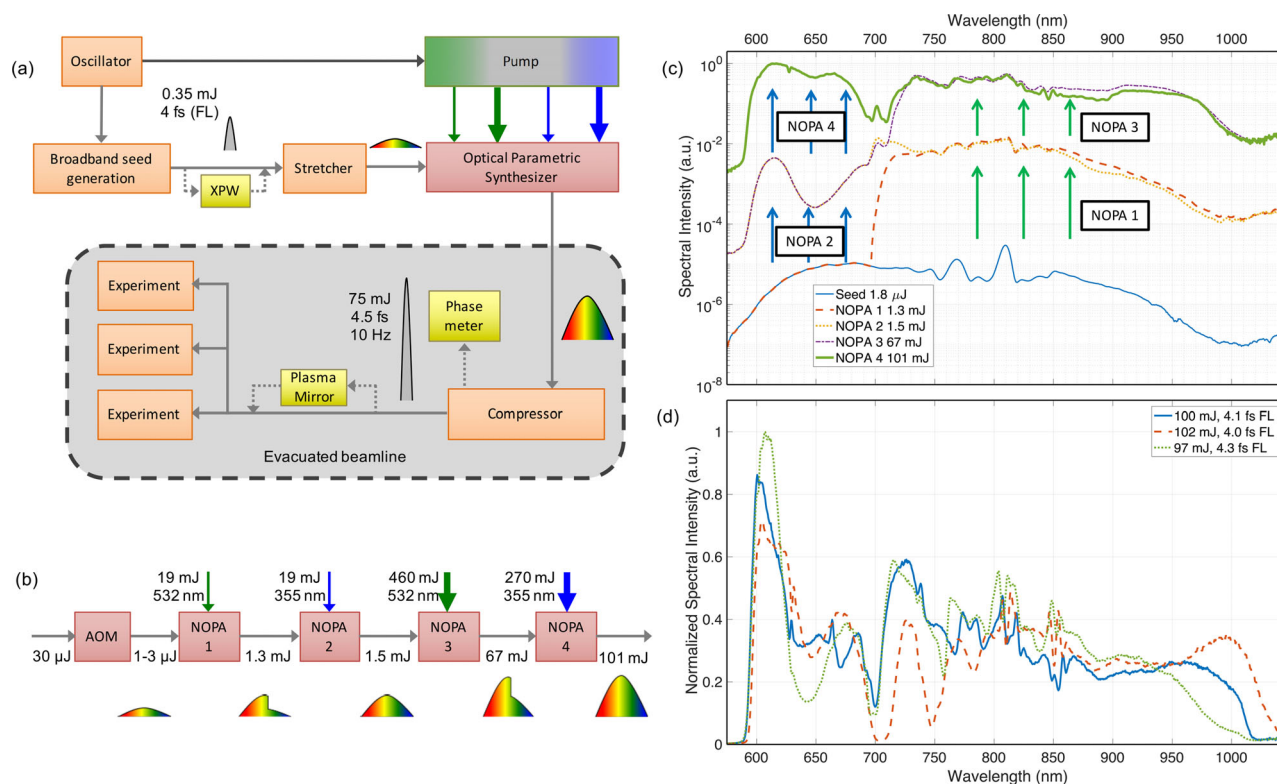 (a)
Oscillator
Pump
0.35 mJ
4 fs (FL)
Broadband seed
generation
XPW
Stretcher
Optical Parametric
Synthesizer
Experiment
Experiment
Experiment
75 mJ
4.5 fs
10 Hz
Phase
meter
Plasma
Mirror
Compressor
Evacuated beamline
(b)
19 mJ
532 nm
19 mJ
355 nm
460 mJ
532 nm
270 mJ
355 nm
AOM
NOPA
1
NOPA
2
NOPA
3
NOPA
4
30 µJ
1-3 µJ
1.3 mJ
1.5 mJ
67 mJ
101 mJ
Wavelength (nm)
600 650 700 750 800 850 900 950 1000
(c)
Spectral Intensity (a.u.)
10⁰
10⁻²
10⁻⁴
10⁻⁶
10⁻⁸
NOPA 4
NOPA 3
NOPA 2
NOPA 1
Seed 1.8 µJ
NOPA 1 1.3 mJ
NOPA 2 1.5 mJ
NOPA 3 67 mJ
NOPA 4 101 mJ
(d)
Normalized Spectral Intensity (a.u.)
1
0.8
0.6
0.4
0.2
0
100 mJ, 4.1 fs FL
102 mJ, 4.0 fs FL
97 mJ, 4.3 fs FL
600 650 700 750 800 850 900 950 1000
Wavelength (nm)